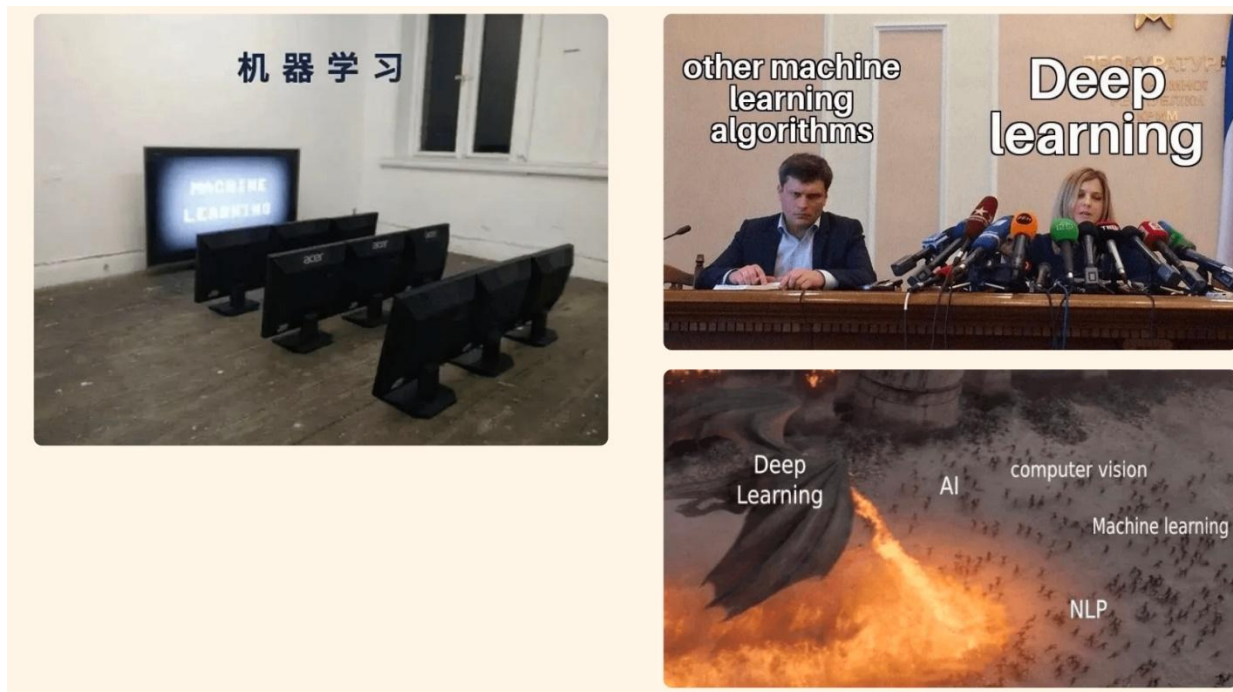 机器学习
MACHINE
LEARNING
acer
acer
acer
other machine
learning
algorithms
Deep
learning
Deep
Learning
AI
computer vision
Machine learning
NLP